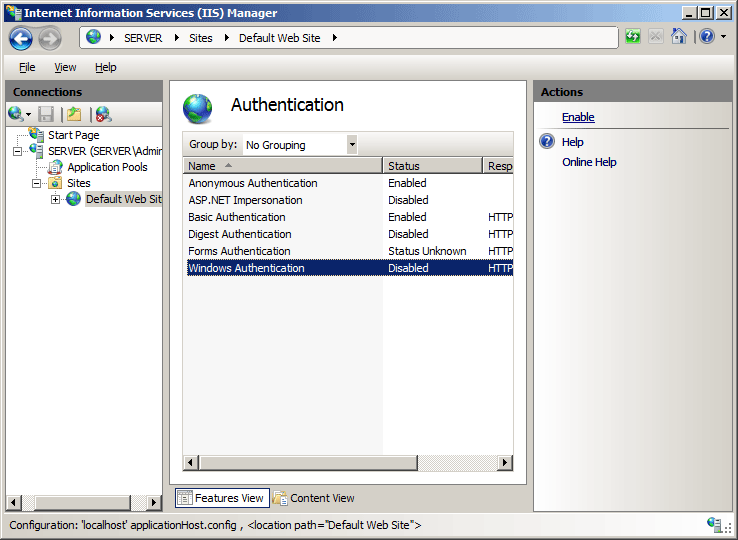 Internet Information Services (IIS) Manager
SERVER Sites Default Web Site
File View Help
Connections
Start Page
SERVER (SERVER\Admir
Application Pools
Sites
Default Web Sit
Authentication
Group by: No Grouping
Name Status Resp
Anonymous Authentication Enabled
ASP.NET Impersonation Disabled
Basic Authentication Enabled HTTP
Digest Authentication Disabled HTTP
Forms Authentication Status Unknown HTTP
Windows Authentication Disabled HTTP
Features View Content View
Actions
Enable
Help
Online Help
Configuration: 'localhost' applicationHost.config , <location path="Default Web Site">